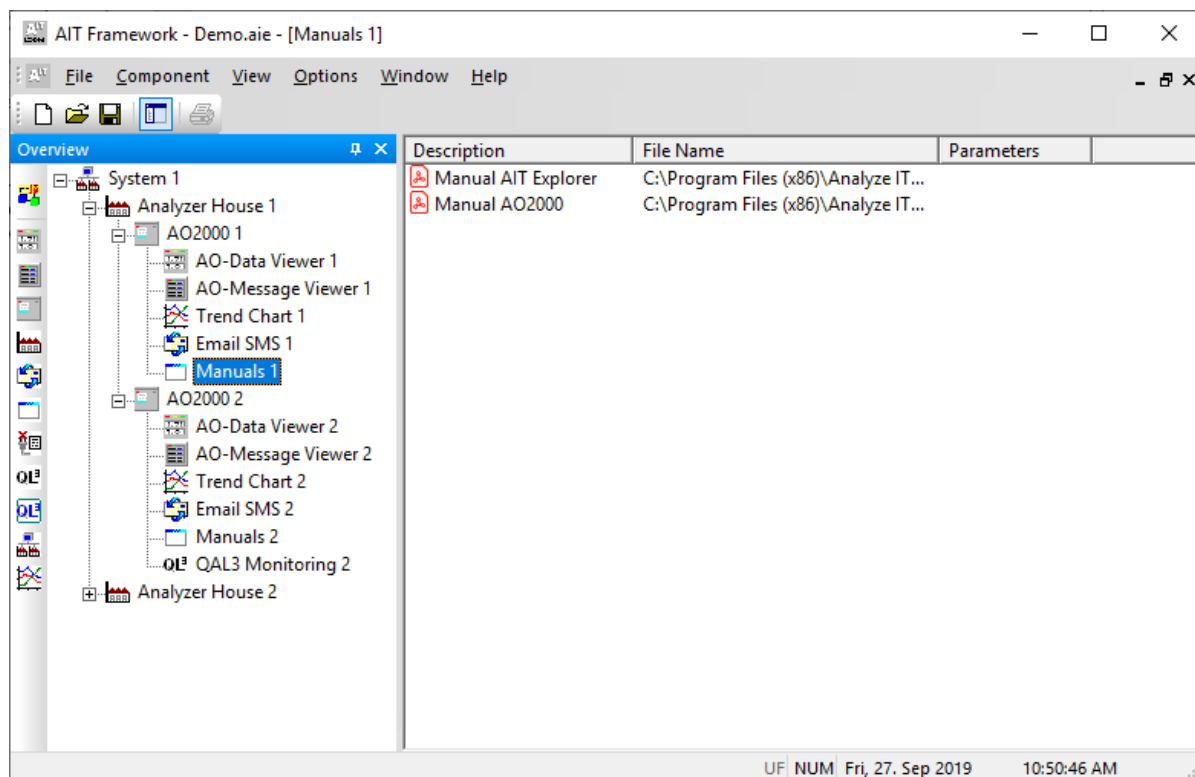 AIT Framework - Demo.aie - [Manuals 1]
File Component View Options Window Help
Overview
System 1
Analyzer House 1
AO2000 1
AO-Data Viewer 1
AO-Message Viewer 1
Trend Chart 1
Email SMS 1
Manuals 1
AO2000 2
AO-Data Viewer 2
AO-Message Viewer 2
Trend Chart 2
Email SMS 2
Manuals 2
QL³ QAL3 Monitoring 2
Analyzer House 2
QL³
QL³
Description File Name Parameters
Manual AIT Explorer C:\Program Files (x86)\Analyze IT...
Manual AO2000 C:\Program Files (x86)\Analyze IT...
UF NUM Fri, 27. Sep 2019 10:50:46 AM